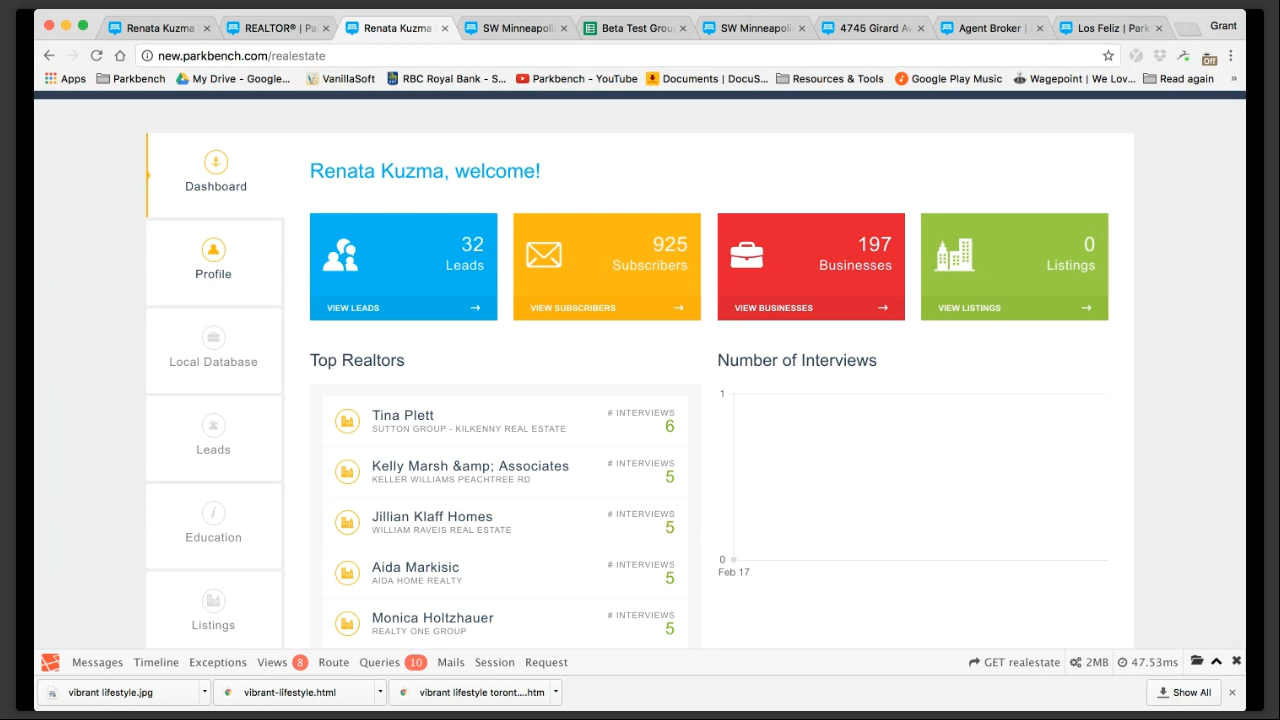 Renata Kuzma
REALTOR® | Pa
Renata Kuzma
SW Minneapoli
Beta Test Grou
SW Minneapoli
4745 Girard Av
Agent Broker |
Los Feliz | Park
Grant
new.parkbench.com/realestate
Apps
Parkbench
My Drive - Google...
VanillaSoft
RBC Royal Bank - S...
Parkbench - YouTube
Documents | DocuS...
Resources & Tools
Google Play Music
Wagepoint | We Lov...
Read again
»
Off
Dashboard
Profile
Local Database
Leads
Education
Listings
Renata Kuzma, welcome!
32
Leads
VIEW LEADS
925
Subscribers
VIEW SUBSCRIBERS
197
Businesses
VIEW BUSINESSES
0
Listings
VIEW LISTINGS
Top Realtors
Tina Plett
SUTTON GROUP - KILKENNY REAL ESTATE
# INTERVIEWS
6
Kelly Marsh &amp; Associates
KELLER WILLIAMS PEACHTREE RD
# INTERVIEWS
5
Jillian Klaff Homes
WILLIAM RAVEIS REAL ESTATE
# INTERVIEWS
5
Aida Markisic
AIDA HOME REALTY
# INTERVIEWS
5
Monica Holtzhauer
REALTY ONE GROUP
# INTERVIEWS
5
Number of Interviews
1
0
Feb 17
Messages Timeline Exceptions Views 8 Route Queries 10 Mails Session Request
GET realestate 2MB 47.53ms
vibrant lifestyle.jpg
vibrant-lifestyle.html
vibrant lifestyle toront....htm
Show All